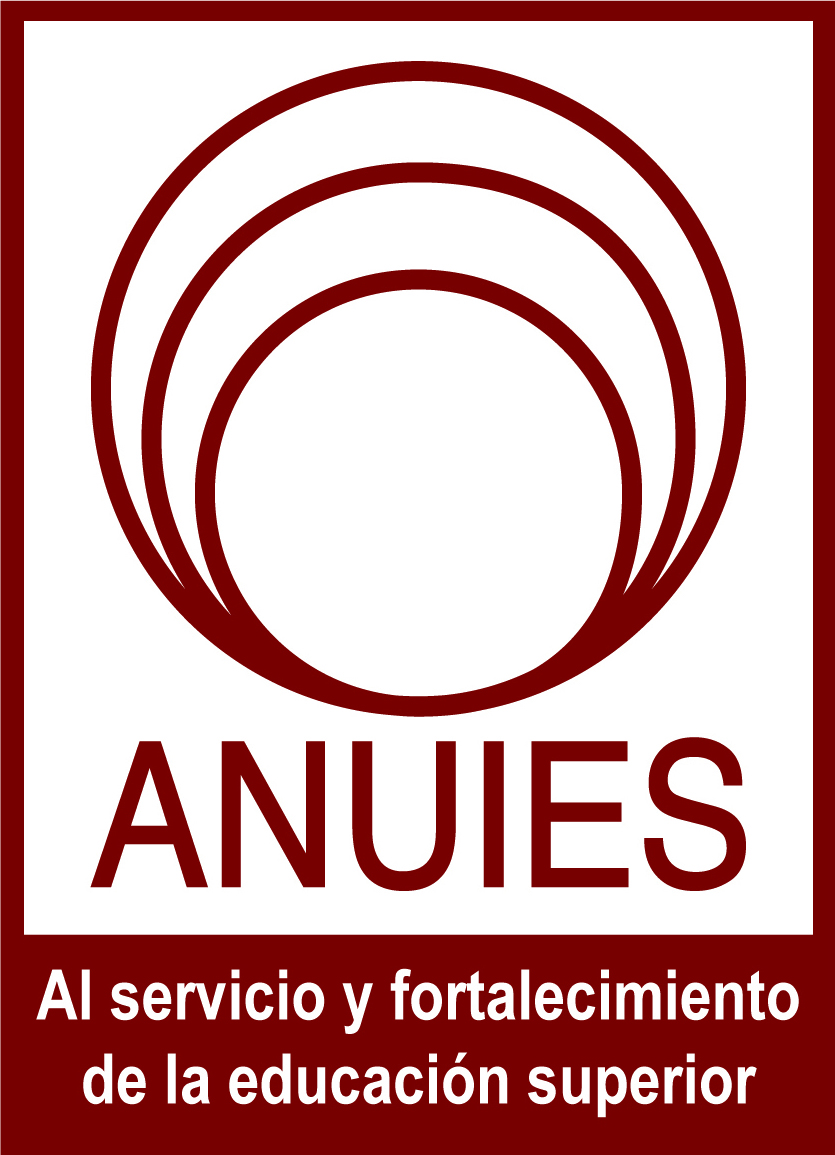 ANUIES
Al servicio y fortalecimiento
de la educación superior